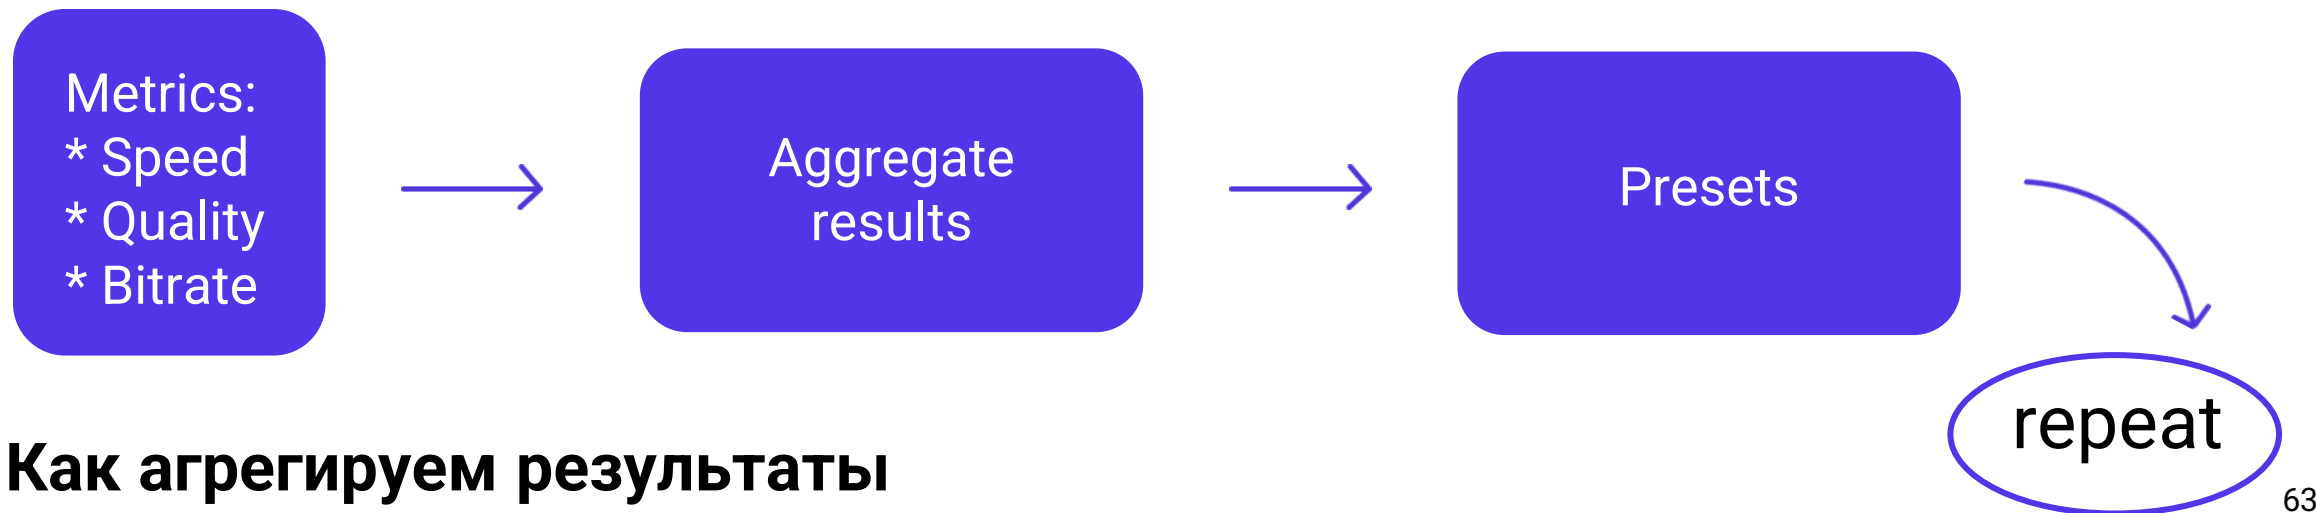 Metrics:
* Speed
* Quality
* Bitrate
Aggregate
results
Presets
repeat
Как агрегируем результаты
63